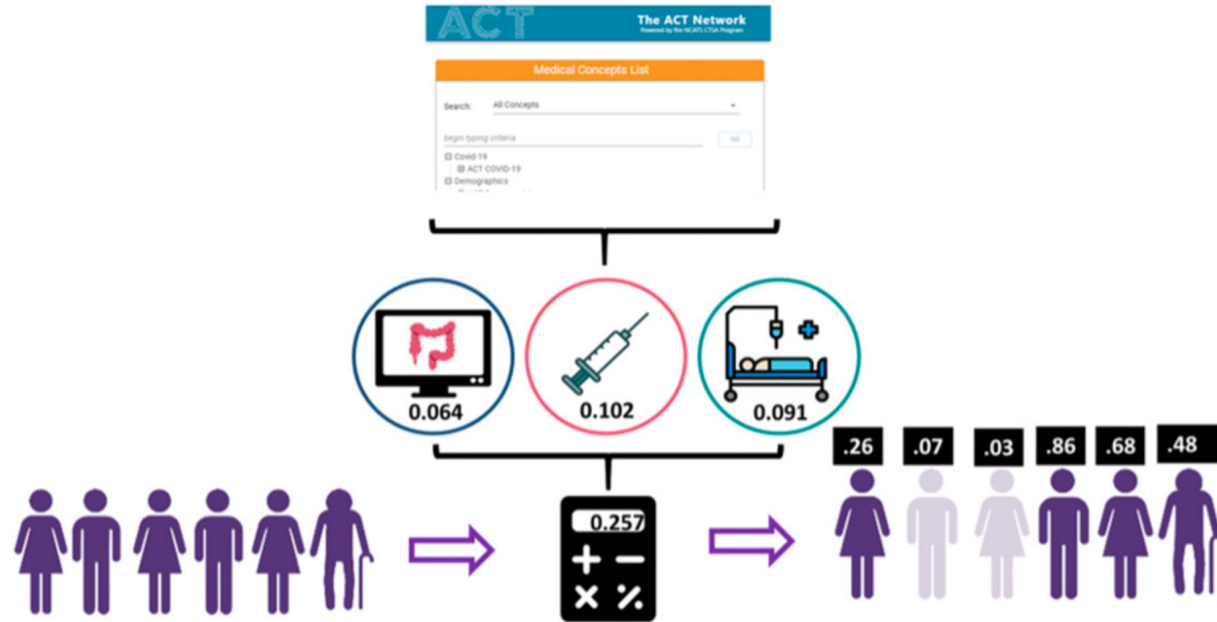 ACT
The ACT Network
Powered by the NCATS CTSA Program
Medical Concepts List
Search: All Concepts
begin typing criteria
Covid-19
ACT COVID-19
Demographics
0.064 0.102 0.091
.26 .07 .03 .86 .68 .48
0.257
+ −
× %